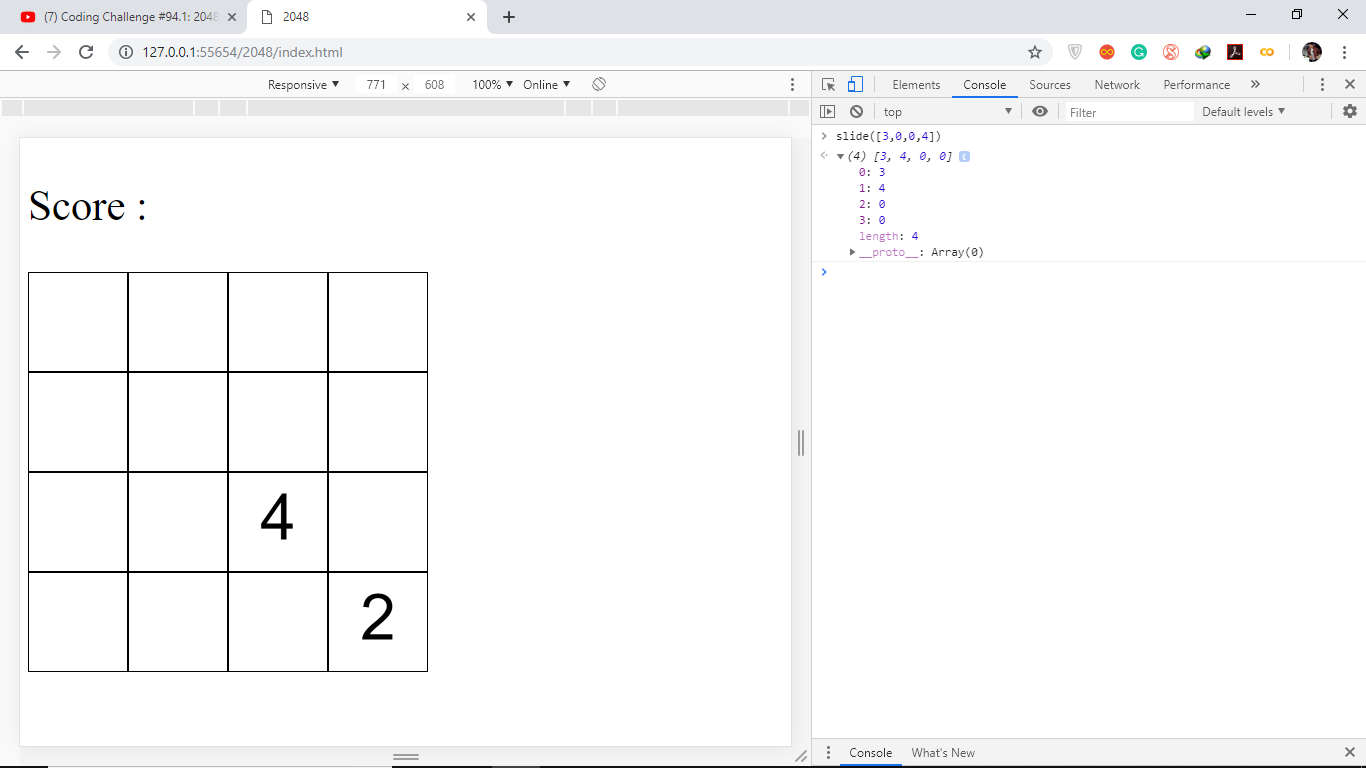 (7) Coding Challenge #94.1: 2048
2048
127.0.0.1:55654/2048/index.html
Responsive ▼ 771 × 608 100% ▼ Online ▼
Elements Console Sources Network Performance »
top ▼ Filter Default levels ▼
Score :
4
2
> slide([3,0,0,4])
(4) [3, 4, 0, 0] i
0: 3
1: 4
2: 0
3: 0
length: 4
__proto__: Array(0)
>
Console What's New